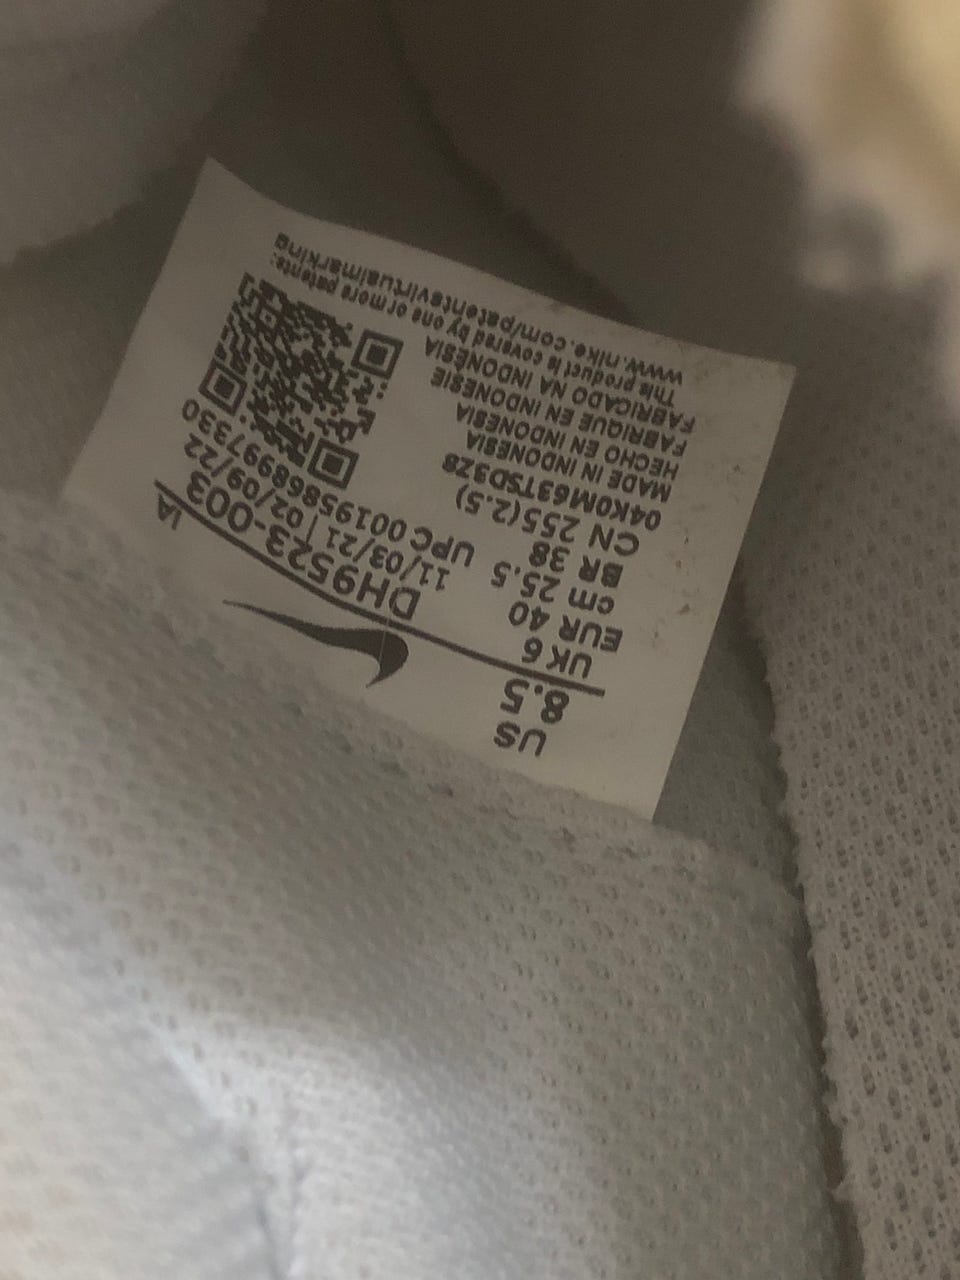 US
8.5
UK 6
EUR 40
cm 25.5
BR 38
CN 255(2.5)
DH9523-003 IA
11/03/21 | 02/09/22
UPC 00195868997330
04K0M63TSD3Z8
MADE IN INDONESIA
HECHO EN INDONESIA
FABRIQUE EN INDONESIE
FABRICADO NA INDONÉSIA
This product is covered by one or more patents:
www.nike.com/patentsvirtualmarking